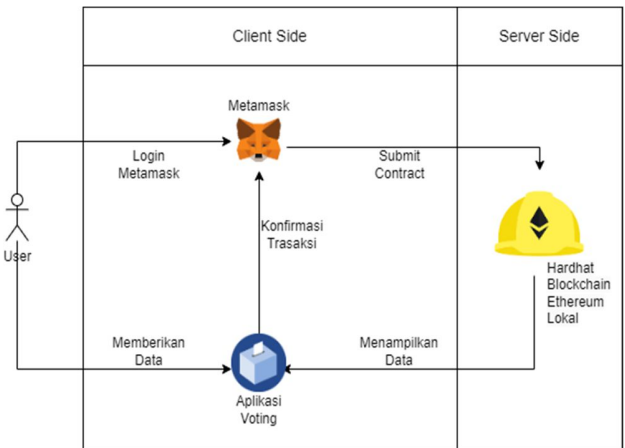 Client Side
Server Side
Metamask
Login
Metamask
Submit
Contract
Konfirmasi
Trasaksi
User
Hardhat
Blockchain
Ethereum
Lokal
Memberikan
Data
Menampilkan
Data
Aplikasi
Voting